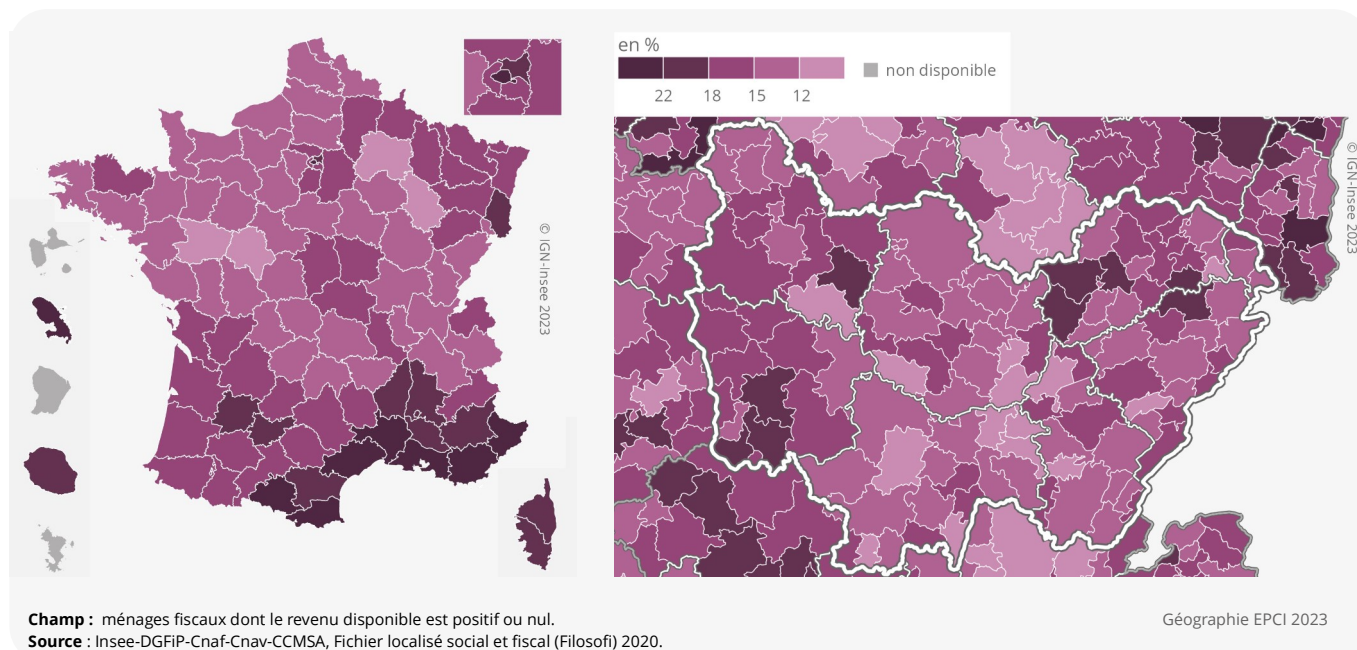 en %
22 18 15 12
non disponible
© IGN-Insee 2023
© IGN-Insee 2023
Champ : ménages fiscaux dont le revenu disponible est positif ou nul.
Source : Insee-DGFiP-Cnaf-Cnav-CCMSA, Fichier localisé social et fiscal (Filosofi) 2020.
Géographie EPCI 2023